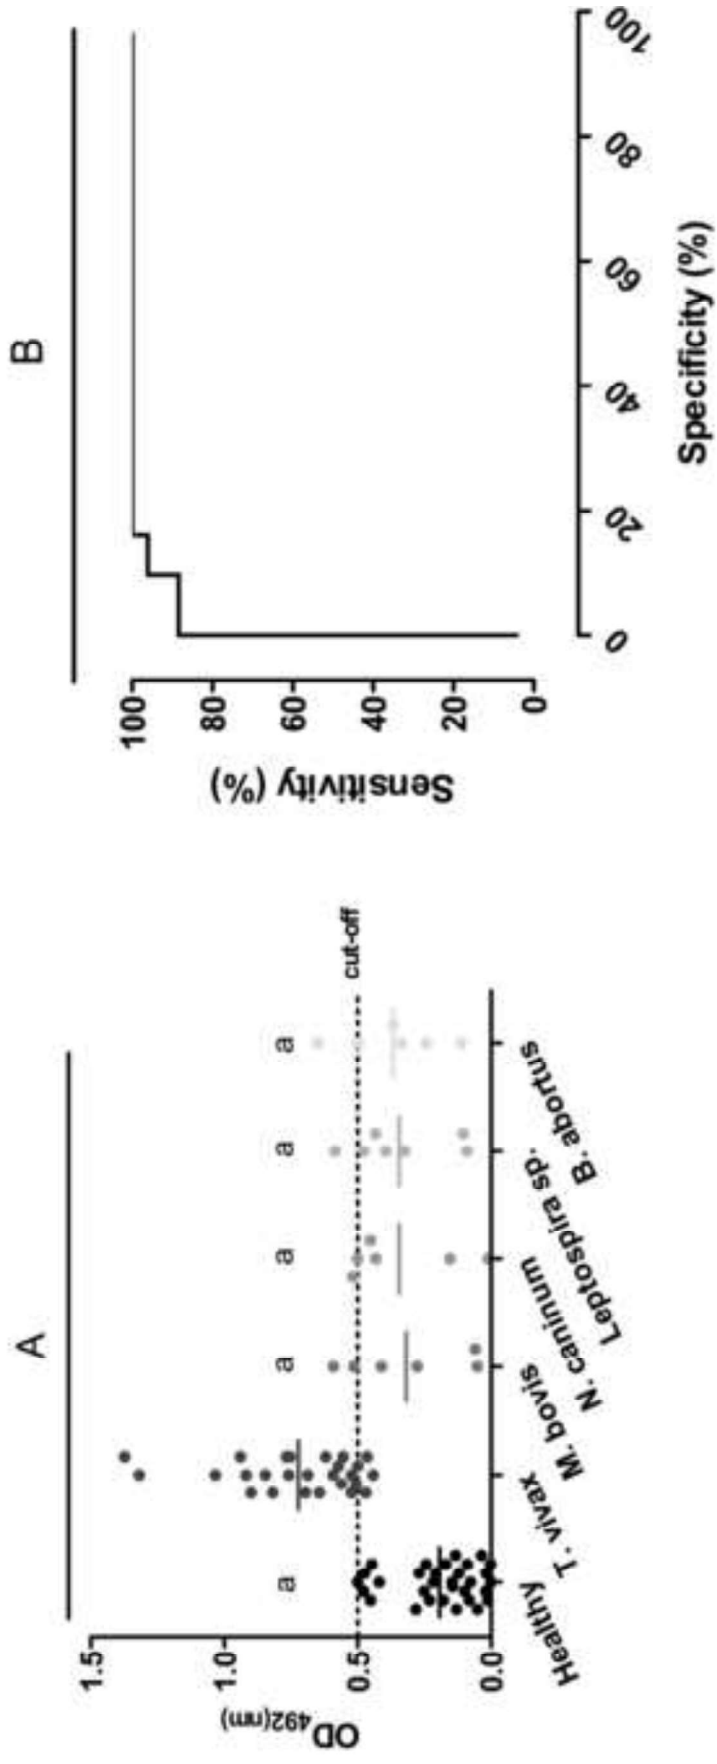 A
OD492(nm)
1.5
1.0
0.5
0.0
a
a
a
a
a
cut-off
Healthy
T. vivax
M. bovis
N. caninum
Leptospira sp.
B. abortus
B
Sensitivity (%)
100
80
60
40
20
0
0
20
40
60
80
100
Specificity (%)